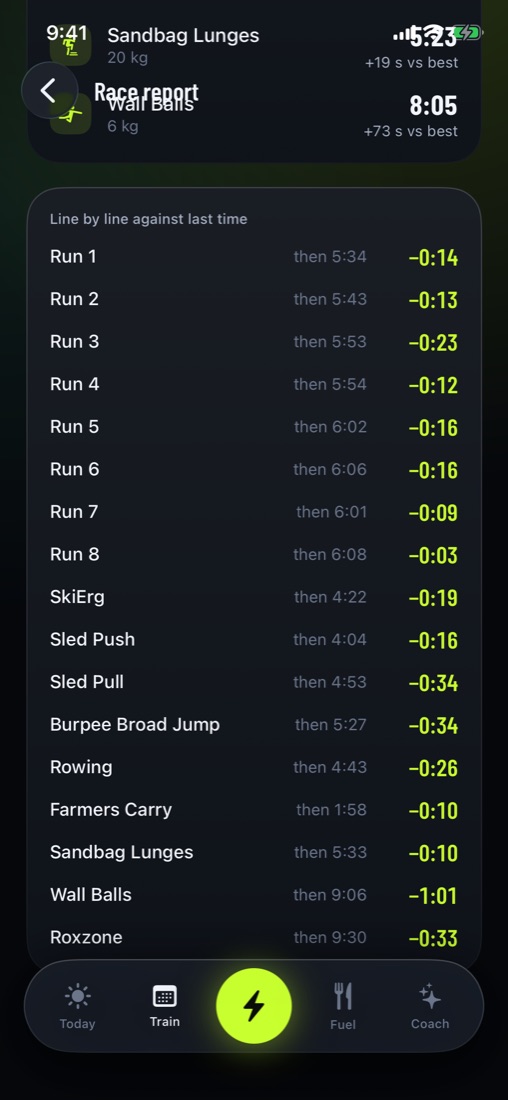 9:41
Sandbag Lunges
5:23
20 kg
+19 s vs best
Race report
Wall Balls
8:05
6 kg
+73 s vs best
Line by line against last time
Run 1 then 5:34 –0:14
Run 2 then 5:43 –0:13
Run 3 then 5:53 –0:23
Run 4 then 5:54 –0:12
Run 5 then 6:02 –0:16
Run 6 then 6:06 –0:16
Run 7 then 6:01 –0:09
Run 8 then 6:08 –0:03
SkiErg then 4:22 –0:19
Sled Push then 4:04 –0:16
Sled Pull then 4:53 –0:34
Burpee Broad Jump then 5:27 –0:34
Rowing then 4:43 –0:26
Farmers Carry then 1:58 –0:10
Sandbag Lunges then 5:33 –0:10
Wall Balls then 9:06 –1:01
Roxzone then 9:30 –0:33
Today Train Fuel Coach